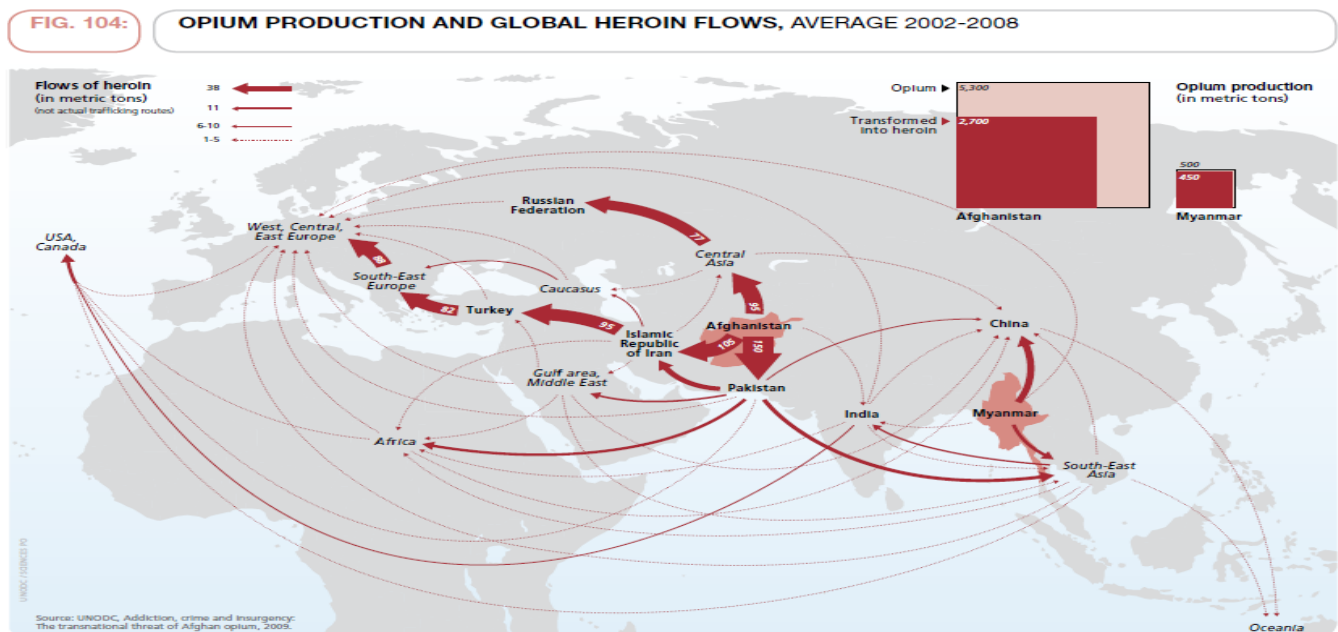 FIG. 104:
OPIUM PRODUCTION AND GLOBAL HEROIN FLOWS, AVERAGE 2002-2008
Flows of heroin
(in metric tons)
(not actual trafficking routes)
38
11
6-10
1-5
Opium
5,300
Transformed
into heroin
2,700
Afghanistan
Opium production
(in metric tons)
500
450
Myanmar
USA,
Canada
West, Central,
East Europe
Russian
Federation
77
Central
Asia
88
South-East
Europe
Caucasus
82
Turkey
95
95
Islamic
Republic
of Iran
Afghanistan
105
150
China
Gulf area,
Middle East
Pakistan
India
Myanmar
Africa
South-East
Asia
Oceania
UNODC / SCIENCES PO
Source: UNODC, Addiction, crime and insurgency:
The transnational threat of Afghan opium, 2009.